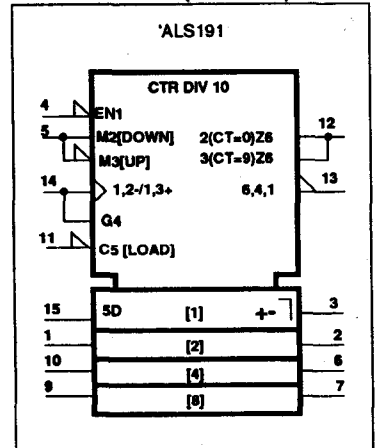 'ALS191
CTR DIV 10
4 EN1
5 M2[DOWN] 2(CT=0)Z6 12
M3[UP] 3(CT=9)Z6
14 1,2-/1,3+ 6,4,1 13
G4
11 C5 [LOAD]
15 5D [1] +- 3
1 [2] 2
10 [4] 6
9 [8] 7